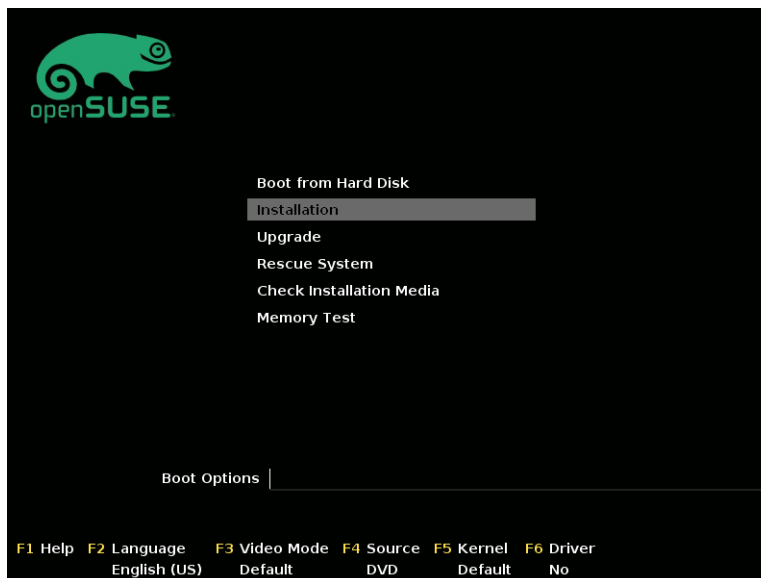 openSUSE.
Boot from Hard Disk
Installation
Upgrade
Rescue System
Check Installation Media
Memory Test
Boot Options
F1 Help F2 Language F3 Video Mode F4 Source F5 Kernel F6 Driver
English (US) Default DVD Default No